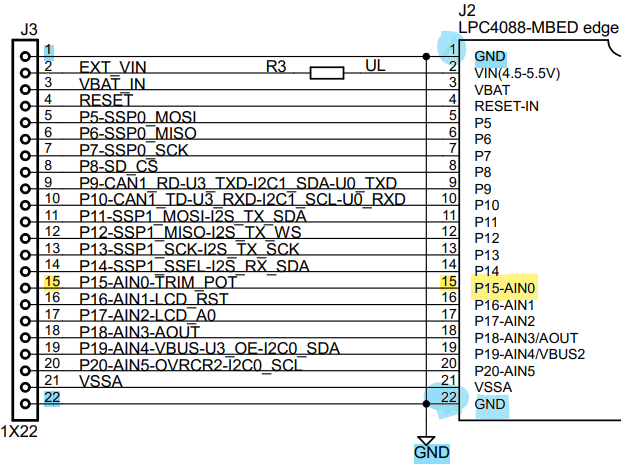 J2
J3 LPC4088-MBED edge
1 1 GND
2 EXT_VIN R3 UL 2 VIN(4.5-5.5V)
3 VBAT_IN 3 VBAT
4 RESET 4 RESET-IN
5 P5-SSP0_MOSI 5 P5
6 P6-SSP0_MISO 6 P6
7 P7-SSP0_SCK 7 P7
8 P8-SD_CS 8 P8
9 P9-CAN1_RD-U3_TXD-I2C1_SDA-U0_TXD 9 P9
10 P10-CAN1_TD-U3_RXD-I2C1_SCL-U0_RXD 10 P10
11 P11-SSP1_MOSI-I2S_TX_SDA 11 P11
12 P12-SSP1_MISO-I2S_TX_WS 12 P12
13 P13-SSP1_SCK-I2S_TX_SCK 13 P13
14 P14-SSP1_SSEL-I2S_RX_SDA 14 P14
15 P15-AIN0-TRIM_POT 15 P15-AIN0
16 P16-AIN1-LCD_RST 16 P16-AIN1
17 P17-AIN2-LCD_A0 17 P17-AIN2
18 P18-AIN3-AOUT 18 P18-AIN3/AOUT
19 P19-AIN4-VBUS-U3_OE-I2C0_SDA 19 P19-AIN4/VBUS2
20 P20-AIN5-OVRCR2-I2C0_SCL 20 P20-AIN5
21 VSSA 21 VSSA
22 22 GND
1X22
GND